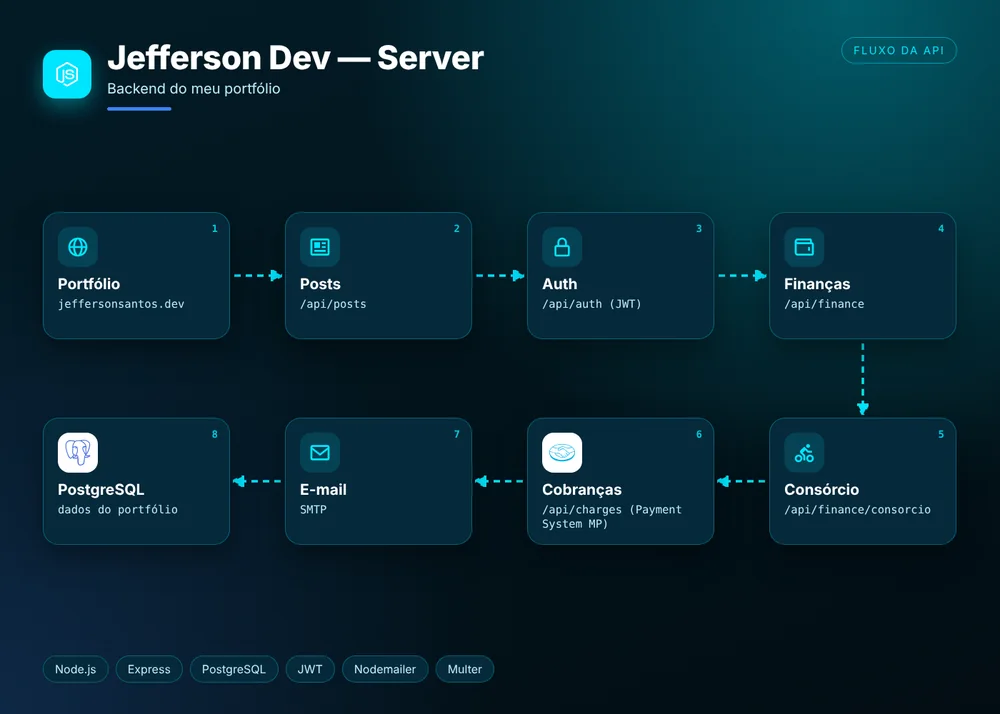 JS
Jefferson Dev — Server
Backend do meu portfólio
FLUXO DA API
1
Portfólio
jeffersonsantos.dev
2
Posts
/api/posts
3
Auth
/api/auth (JWT)
4
Finanças
/api/finance
5
Consórcio
/api/finance/consorcio
6
Cobranças
/api/charges (Payment
System MP)
7
E-mail
SMTP
8
PostgreSQL
dados do portfólio
Node.js
Express
PostgreSQL
JWT
Nodemailer
Multer